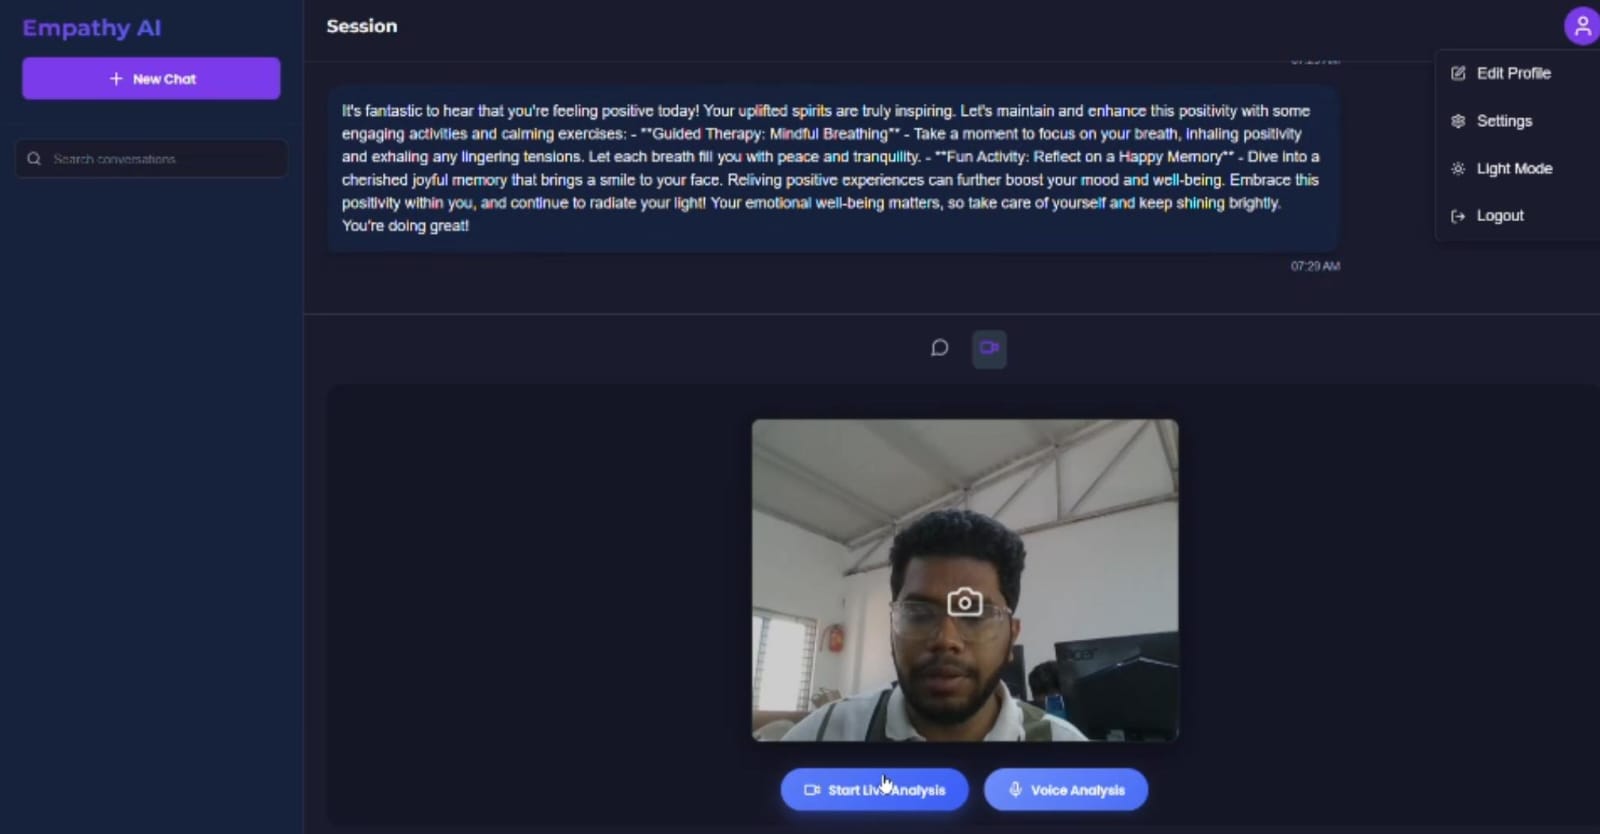 Empathy AI
New Chat
Search conversations
Session
Edit Profile
Settings
Light Mode
Logout
It's fantastic to hear that you're feeling positive today! Your uplifted spirits are truly inspiring. Let's maintain and enhance this positivity with some
engaging activities and calming exercises: - **Guided Therapy: Mindful Breathing** - Take a moment to focus on your breath, inhaling positivity
and exhaling any lingering tensions. Let each breath fill you with peace and tranquility. - **Fun Activity: Reflect on a Happy Memory** - Dive into a
cherished joyful memory that brings a smile to your face. Reliving positive experiences can further boost your mood and well-being. Embrace this
positivity within you, and continue to radiate your light! Your emotional well-being matters, so take care of yourself and keep shining brightly.
You're doing great!
07:29 AM
acer
Start Live Analysis
Voice Analysis